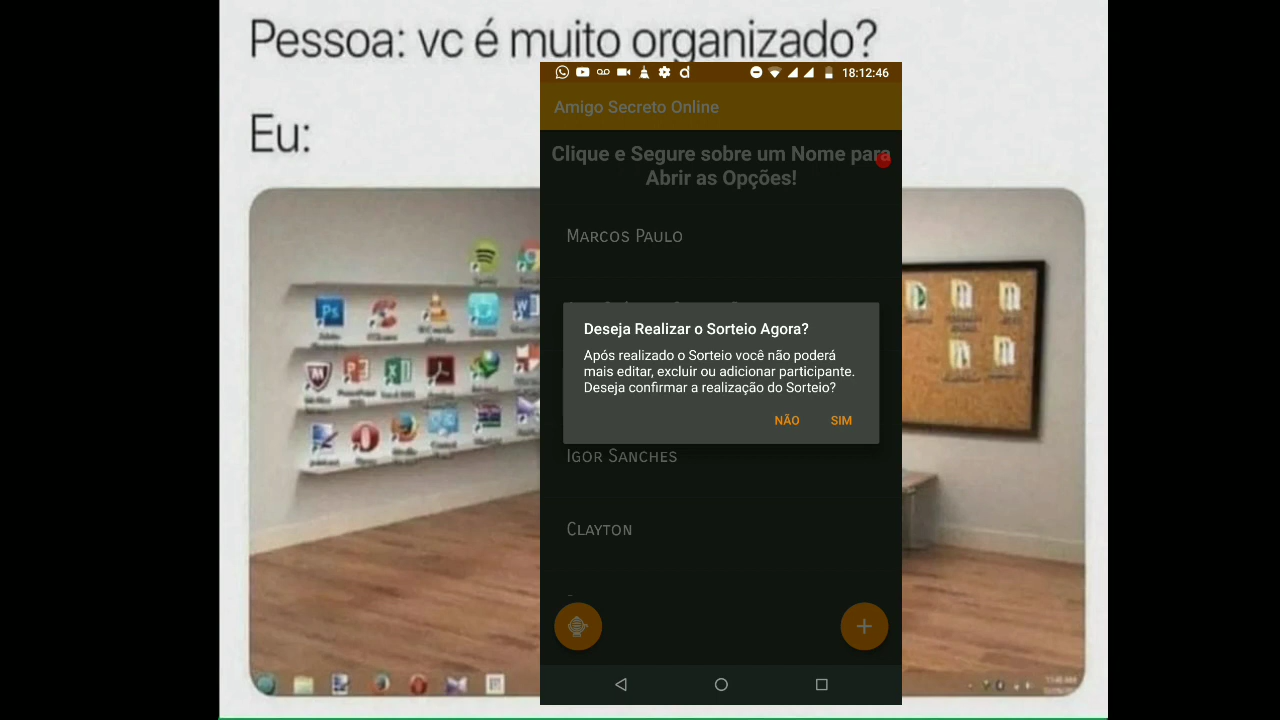 Pessoa: vc é muito organizado?
Eu:
18:12:46
Amigo Secreto Online
Clique e Segure sobre um Nome para
Abrir as Opções!
Marcos Paulo
Deseja Realizar o Sorteio Agora?
Após realizado o Sorteio você não poderá
mais editar, excluir ou adicionar participante.
Deseja confirmar a realização do Sorteio?
NÃO SIM
Igor Sanches
Clayton
Ps